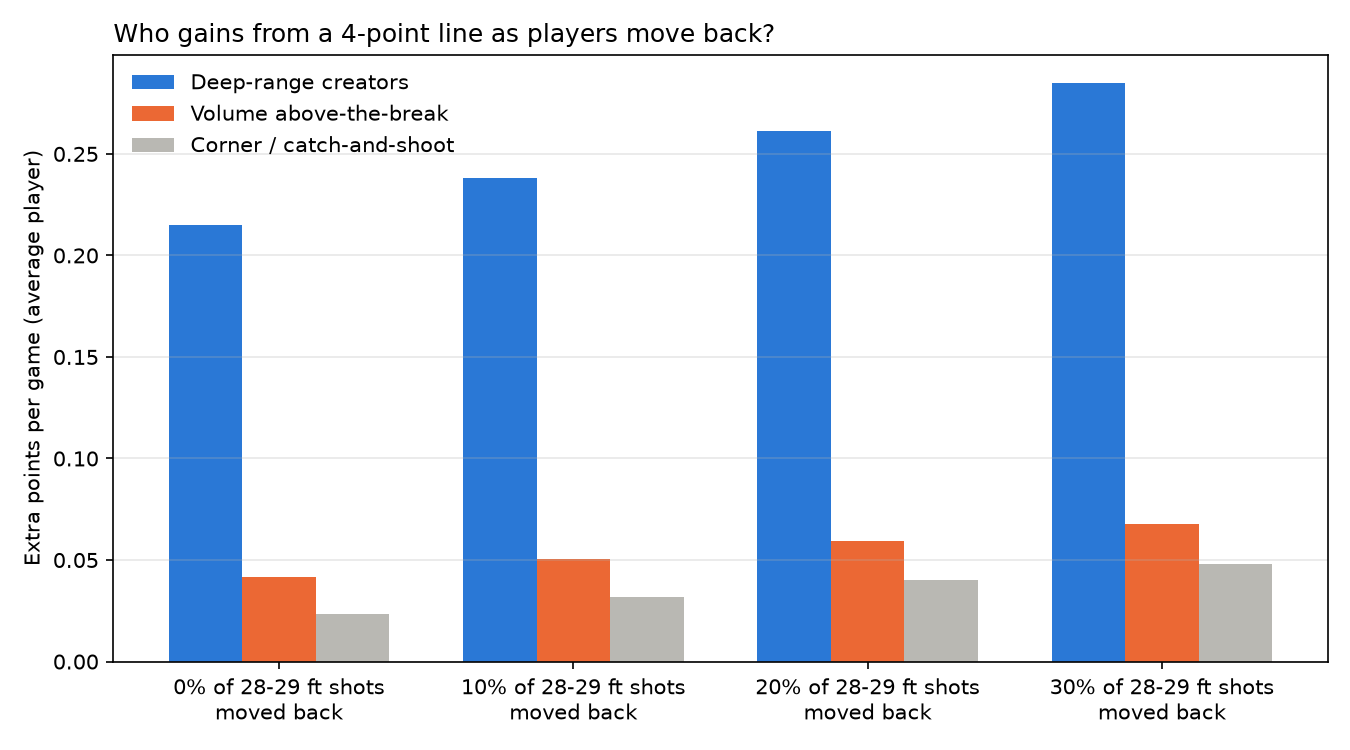 Who gains from a 4-point line as players move back?
Deep-range creators
Volume above-the-break
Corner / catch-and-shoot
Extra points per game (average player)
0.25
0.20
0.15
0.10
0.05
0.00
0% of 28-29 ft shots
moved back
10% of 28-29 ft shots
moved back
20% of 28-29 ft shots
moved back
30% of 28-29 ft shots
moved back